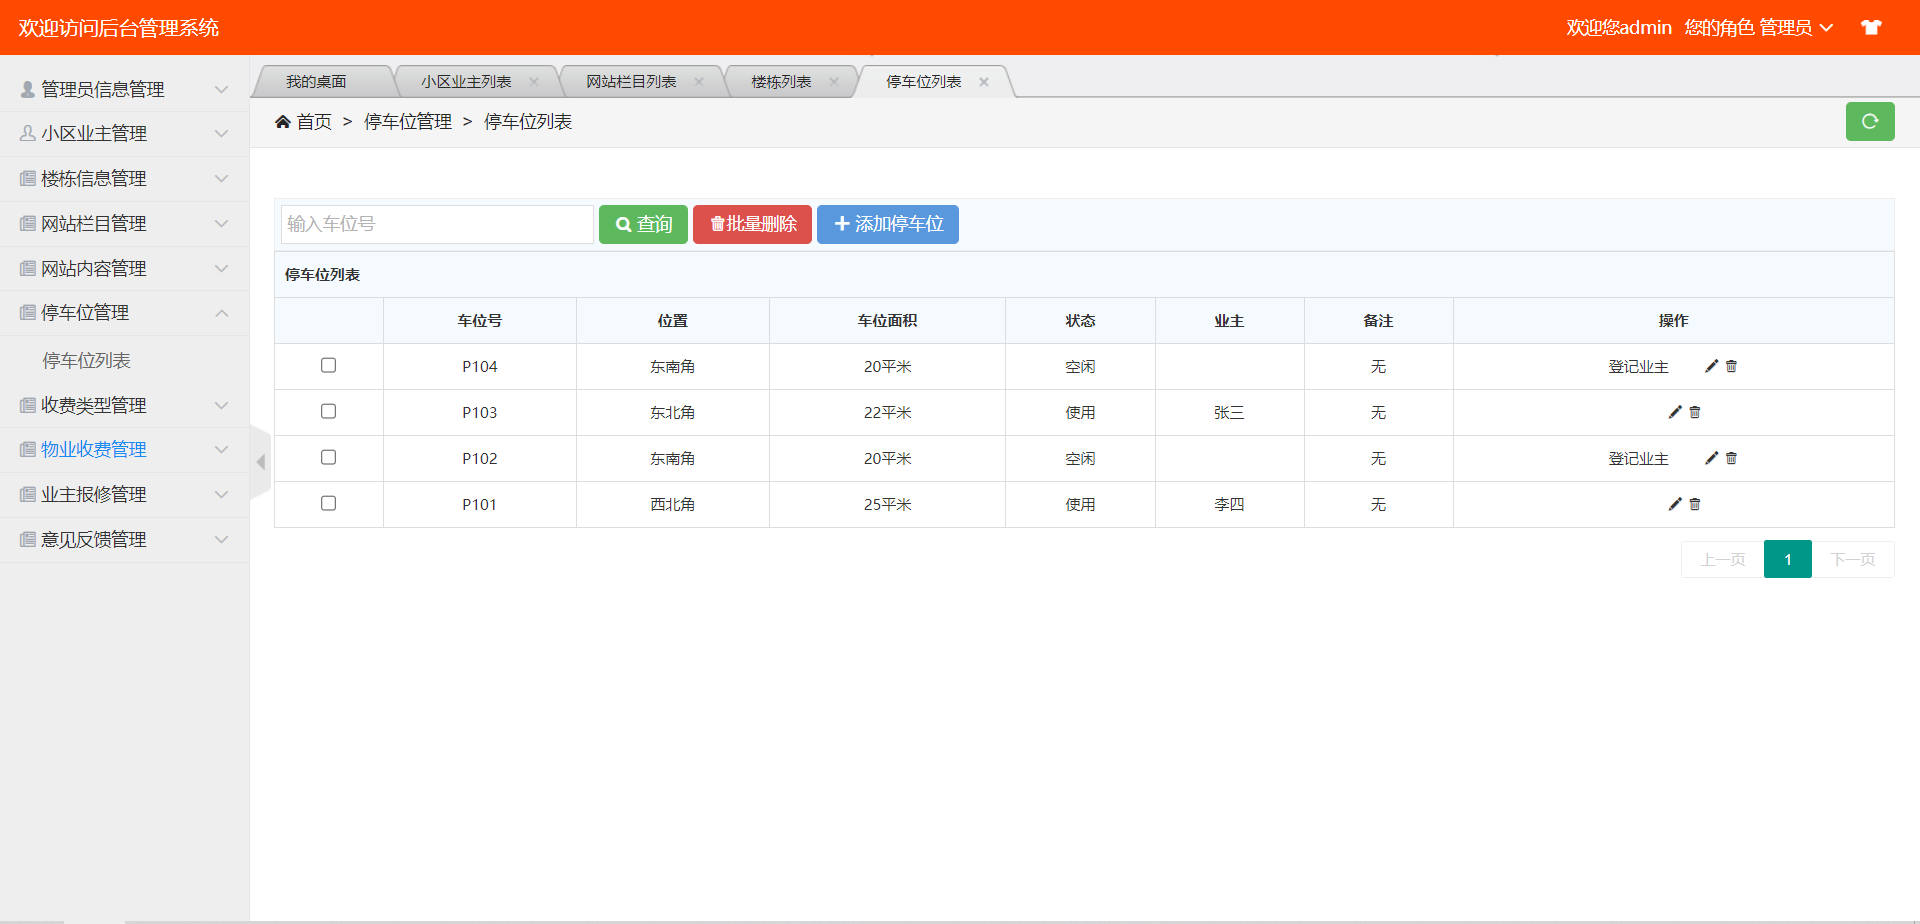 欢迎访问后台管理系统
欢迎您admin 您的角色 管理员
管理员信息管理
小区业主管理
楼栋信息管理
网站栏目管理
网站内容管理
停车位管理
停车位列表
收费类型管理
物业收费管理
业主报修管理
意见反馈管理
我的桌面 小区业主列表 网站栏目列表 楼栋列表 停车位列表
首页 > 停车位管理 > 停车位列表
输入车位号 查询 批量删除 添加停车位
停车位列表
车位号 位置 车位面积 状态 业主 备注 操作
P104 东南角 20平米 空闲 无 登记业主
P103 东北角 22平米 使用 张三 无
P102 东南角 20平米 空闲 无 登记业主
P101 西北角 25平米 使用 李四 无
上一页 1 下一页